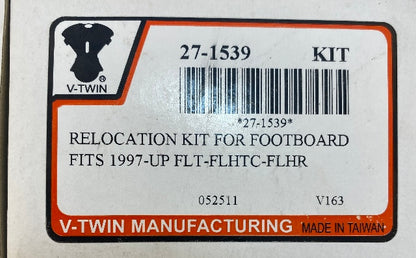 27-1539 KIT
V-TWIN
*27-1539*
RELOCATION KIT FOR FOOTBOARD
FITS 1997-UP FLT-FLHTC-FLHR
052511 V163
V-TWIN MANUFACTURING MADE IN TAIWAN